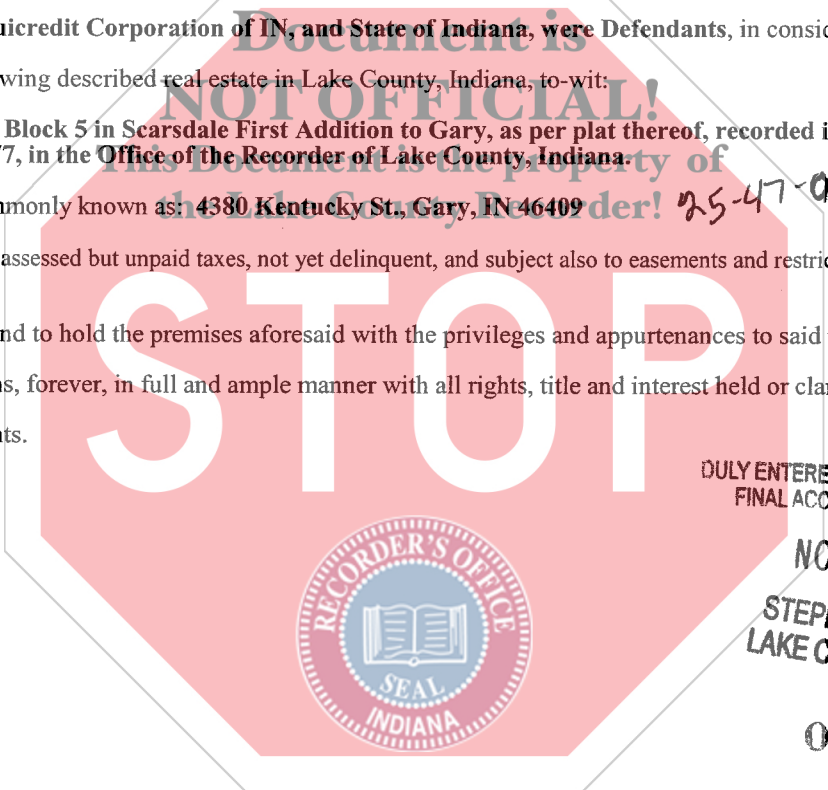 uicredit Corporation of IN, and State of Indiana, were Defendants, in consid
Document is
wing described real estate in Lake County, Indiana, to-wit:
NOT OFFICIAL!
Block 5 in Scarsdale First Addition to Gary, as per plat thereof, recorded i
7, in the Office of the Recorder of Lake County, Indiana.
This Document is the property of
mmonly known as: 4380 Kentucky St., Gary, IN 46409
the Lake County Recorder!
25-47-0
assessed but unpaid taxes, not yet delinquent, and subject also to easements and restric
STOP
nd to hold the premises aforesaid with the privileges and appurtenances to said
s, forever, in full and ample manner with all rights, title and interest held or clai
ts.
DULY ENTERE
FINAL ACC
NO
STEP
LAKE C
RECORDER'S OFFICE
SEAL
INDIANA